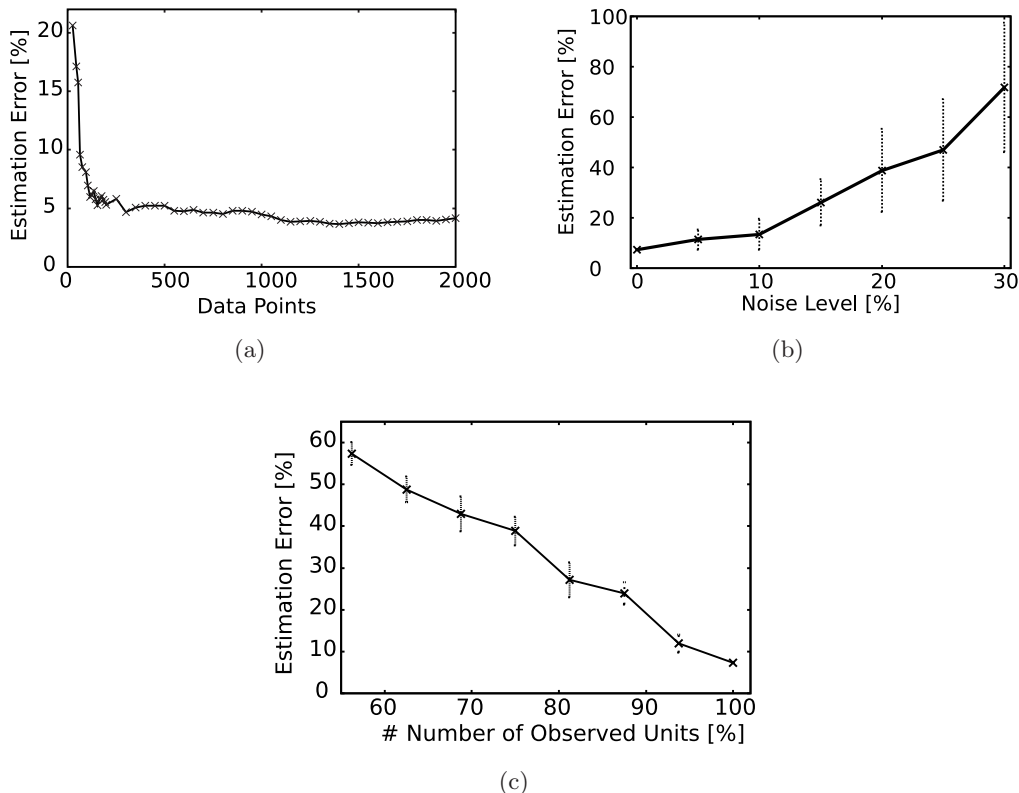 Estimation Error [%]
20
15
10
5
0
0 500 1000 1500 2000
Data Points
(a)
Estimation Error [%]
100
80
60
40
20
0
0 10 20 30
Noise Level [%]
(b)
Estimation Error [%]
60
50
40
30
20
10
0
60 70 80 90 100
# Number of Observed Units [%]
(c)